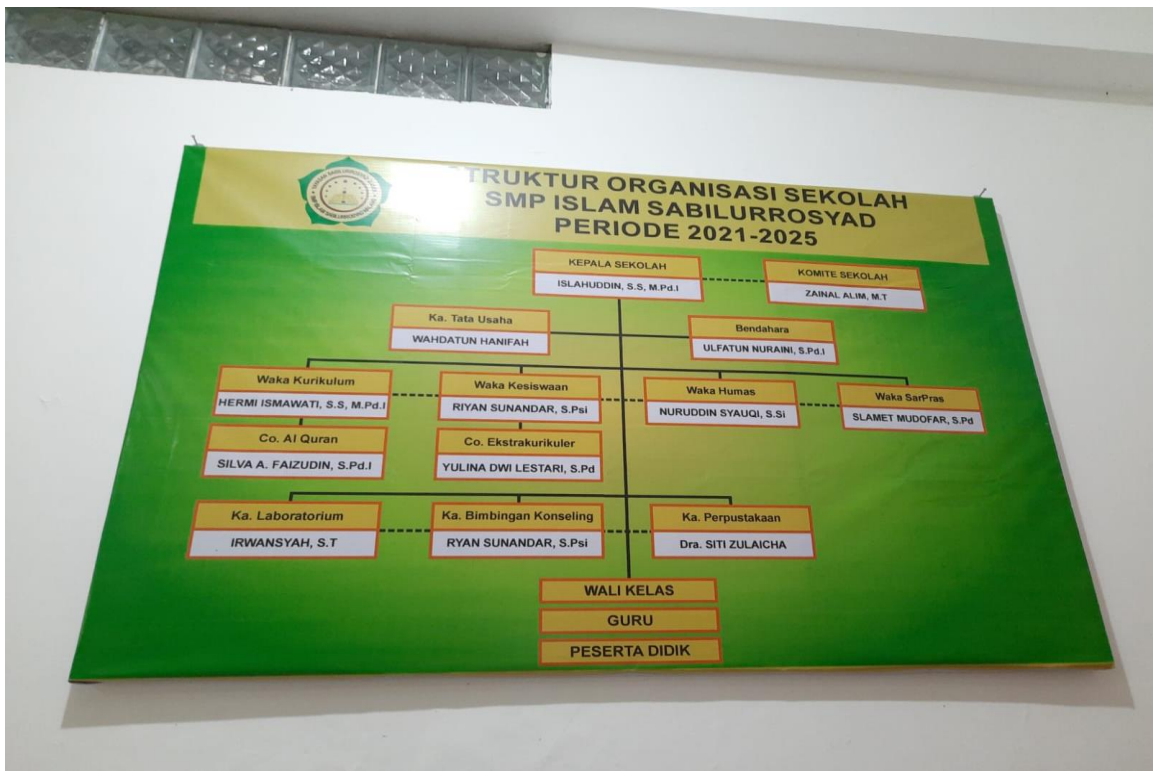 STRUKTUR ORGANISASI SEKOLAH
SMP ISLAM SABILURROSYAD
PERIODE 2021-2025
KEPALA SEKOLAH
ISLAHUDDIN, S.S, M.Pd.I
KOMITE SEKOLAH
ZAINAL ALIM, M.T
Ka. Tata Usaha
WAHDATUN HANIFAH
Bendahara
ULFATUN NURAINI, S.Pd.I
Waka Kurikulum
HERMI ISMAWATI, S.S, M.Pd.I
Waka Kesiswaan
RIYAN SUNANDAR, S.Psi
Waka Humas
NURUDDIN SYAUQI, S.Si
Waka SarPras
SLAMET MUDOFAR, S.Pd
Co. Al Quran
SILVA A. FAIZUDIN, S.Pd.I
Co. Ekstrakurikuler
YULINA DWI LESTARI, S.Pd
Ka. Laboratorium
IRWANSYAH, S.T
Ka. Bimbingan Konseling
RYAN SUNANDAR, S.Psi
Ka. Perpustakaan
Dra. SITI ZULAICHA
WALI KELAS
GURU
PESERTA DIDIK